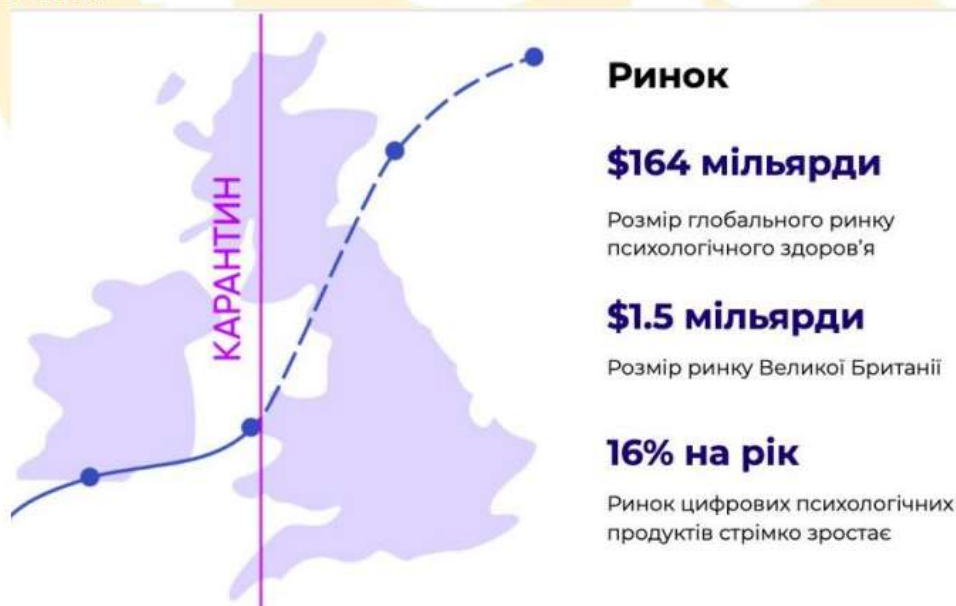 КАРАНТИН
Ринок
$164 мільярди
Розмір глобального ринку
психологічного здоров’я
$1.5 мільярди
Розмір ринку Великої Британії
16% на рік
Ринок цифрових психологічних
продуктів стрімко зростає